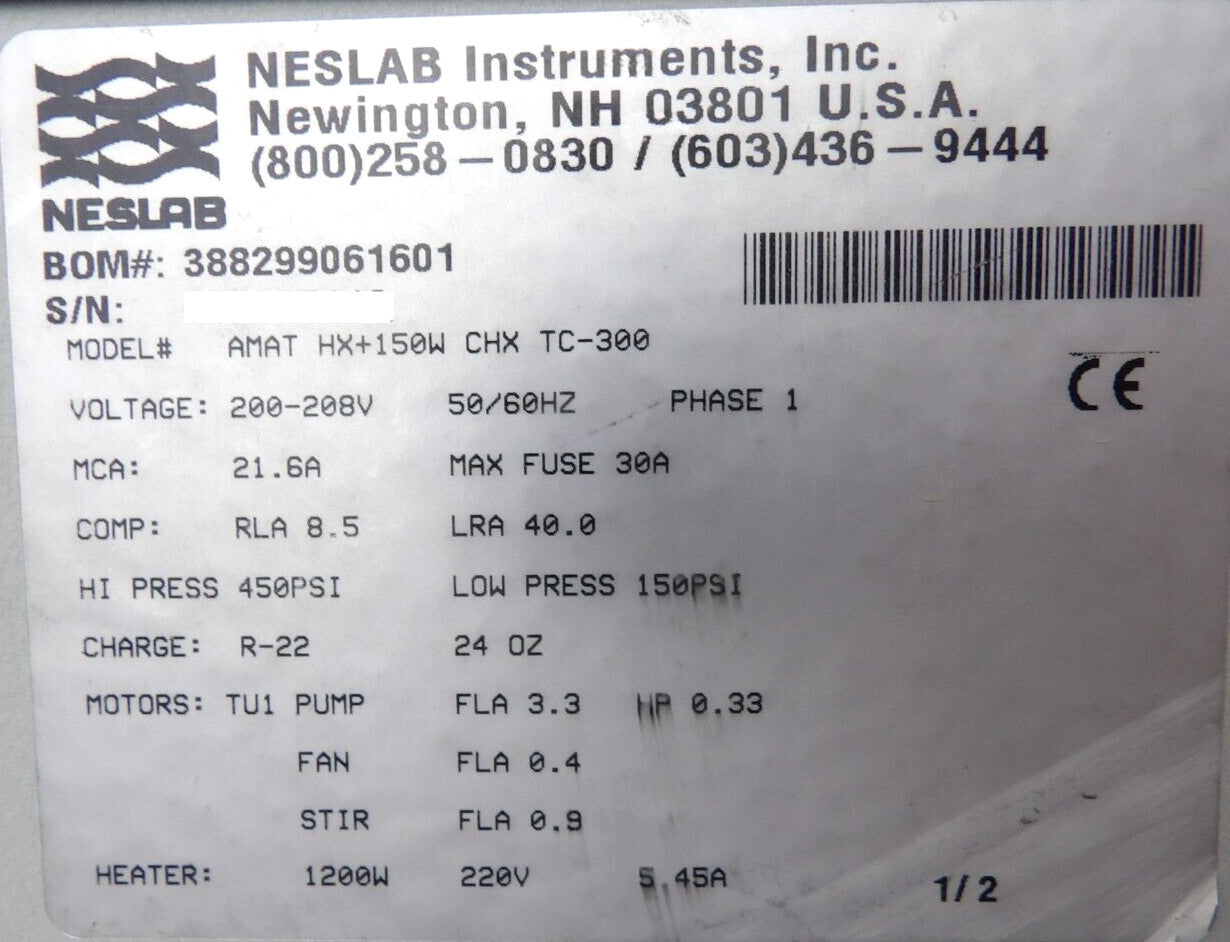 NESLAB Instruments, Inc.
Newington, NH 03801 U.S.A.
(800)258-0830 / (603)436-9444
NESLAB
BOM#: 388299061601
S/N:
MODEL# AMAT HX+150W CHX TC-300
CE
VOLTAGE: 200-208V 50/60HZ PHASE 1
MCA: 21.6A MAX FUSE 30A
COMP: RLA 8.5 LRA 40.0
HI PRESS 450PSI LOW PRESS 150PSI
CHARGE: R-22 24 OZ
MOTORS: TU1 PUMP FLA 3.3 HP 0.33
FAN FLA 0.4
STIR FLA 0.9
HEATER: 1200W 220V 5.45A
1/2